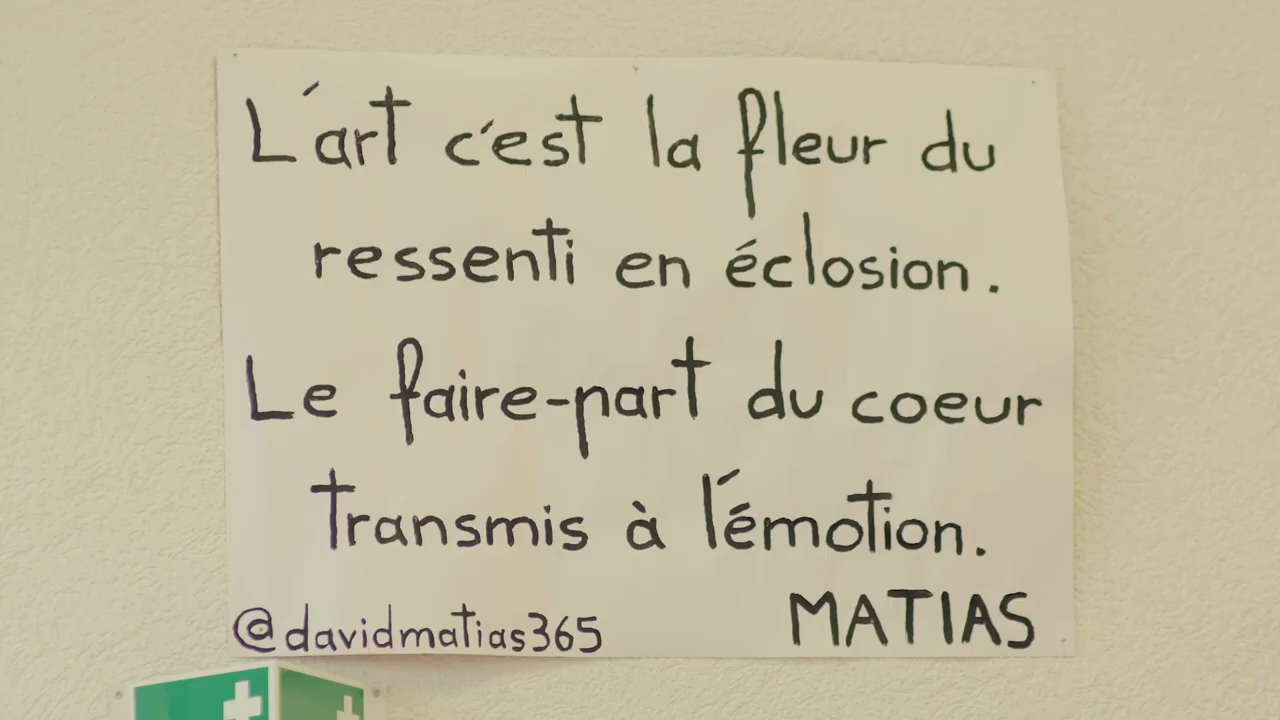 L'art c'est la fleur du
ressenti en éclosion.
Le faire-part du coeur
transmis à l'émotion.
@davidmatias365
MATIAS